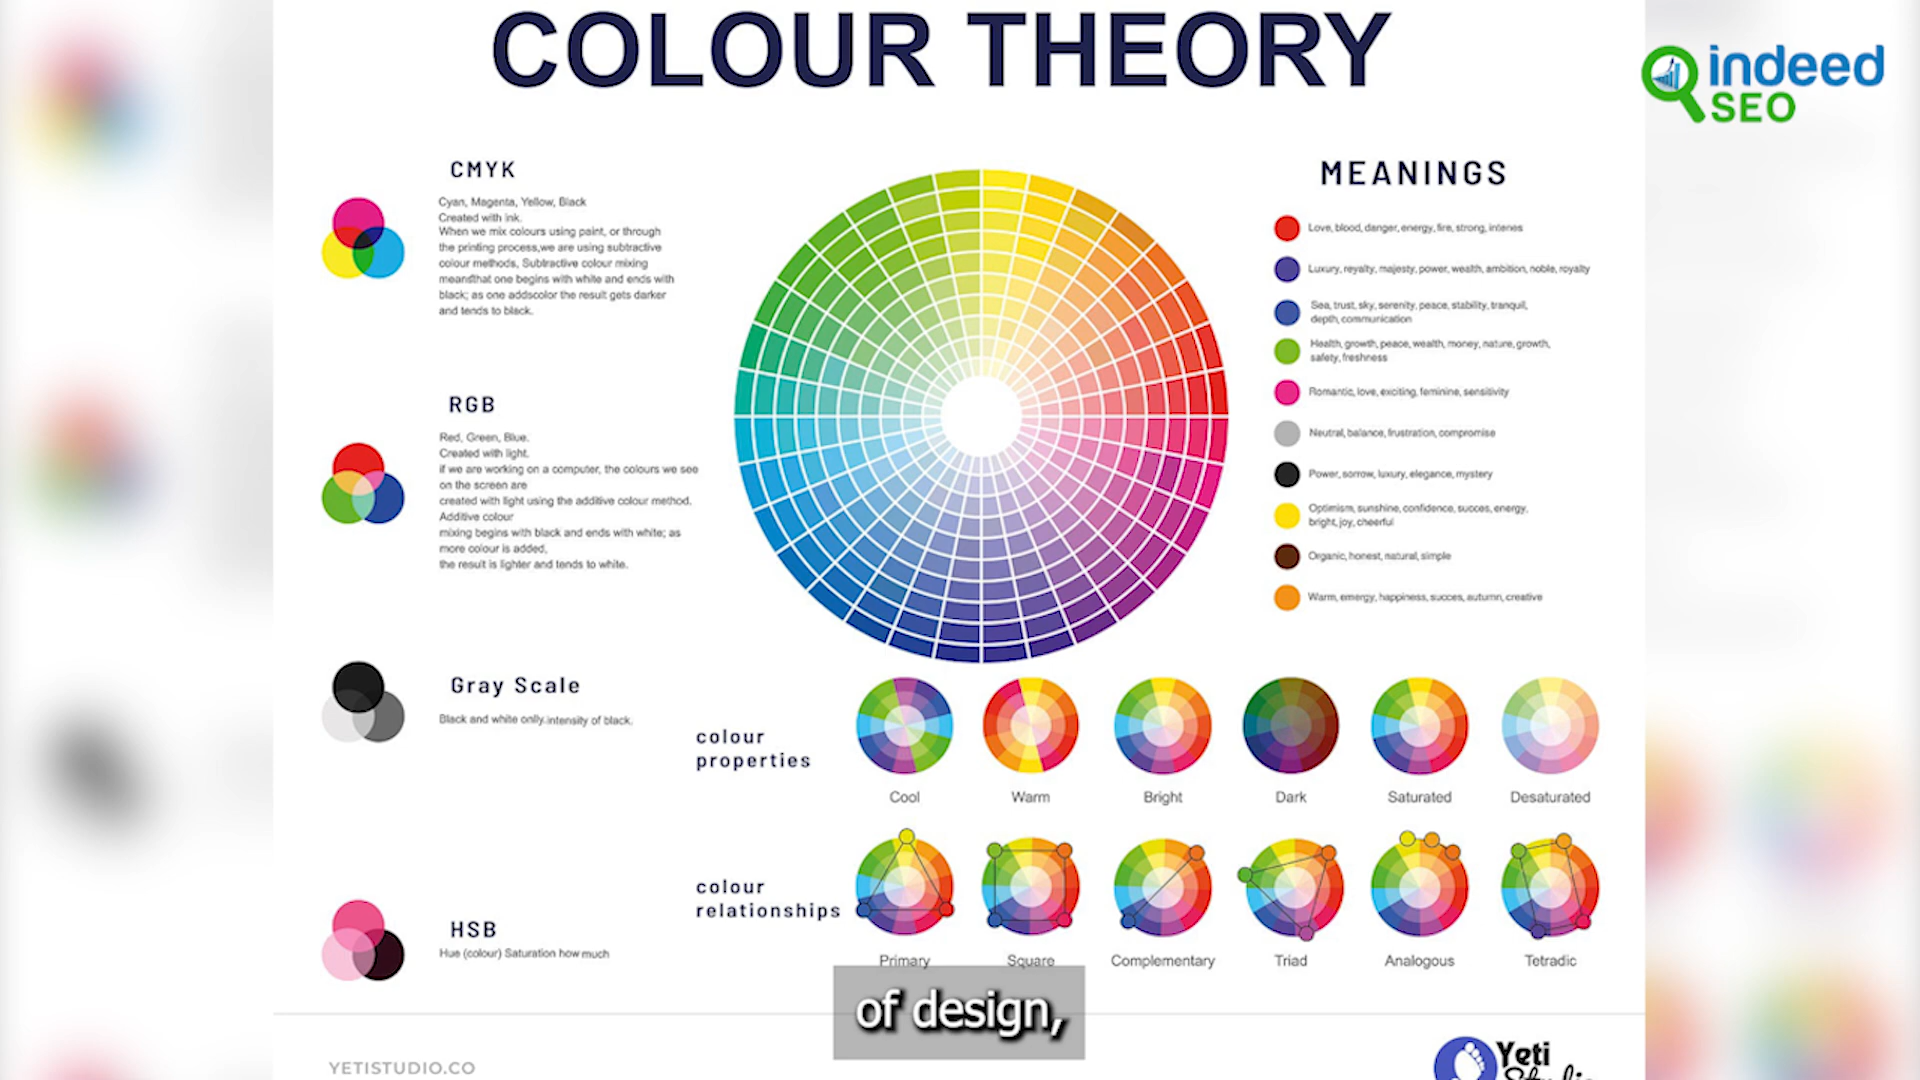 COLOUR THEORY
indeed
SEO
CMYK
Cyan, Magenta, Yellow, Black
Created with ink.
When we mix colours using paint, or through
the printing process,we are using subtractive
colour methods, Subtractive colour mixing
meandthat one begins with white and ends with
black; as one addscolor the result gets darker
and tends to black.
RGB
Red, Green, Blue.
Created with light.
if we are working on a computer, the colours we see
on the screen are
created with light using the additive colour method.
Additive colour
mixing begins with black and ends with white; as
more colour is added,
the result is lighter and tends to white.
Gray Scale
Black and white onlly.intensity of black.
HSB
Hue (colour) Saturation how much
MEANINGS
Love, blood, danger, energy, fire, strong, intenes
Luxury, reyalty, majesty, power, wealth, ambition, noble, royalty
Sea, trust, sky, serenity, peace, stability, tranquil,
depth, communication
Health, growth, peace, wealth, money, nature, growth,
safety, freshness
Romantic, love, exciting, feminine, sensitivity
Neutral, balance, frustration, compromise
Power, sorrow, luxury, elegance, mystery
Optimism, sunshine, confidence, succes, energy,
bright, joy, cheerful
Organic, honest, natural, simple
Warm, emergy, happiness, succes, autumn, creative
colour
properties
Cool
Warm
Bright
Dark
Saturated
Desaturated
colour
relationships
Primary
Square
Complementary
Triad
Analogous
Tetradic
of design,
YETISTUDIO.CO
Yeti
Studio